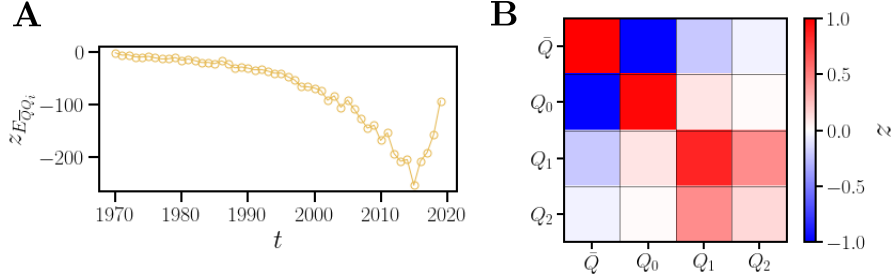 A
0
−100
−200
z_{E_{\bar{Q}Q_i}}
1970 1980 1990 2000 2010 2020
t
B
Q̄
Q₀
Q₁
Q₂
Q̄ Q₀ Q₁ Q₂
1.0
0.5
0.0
−0.5
−1.0
z